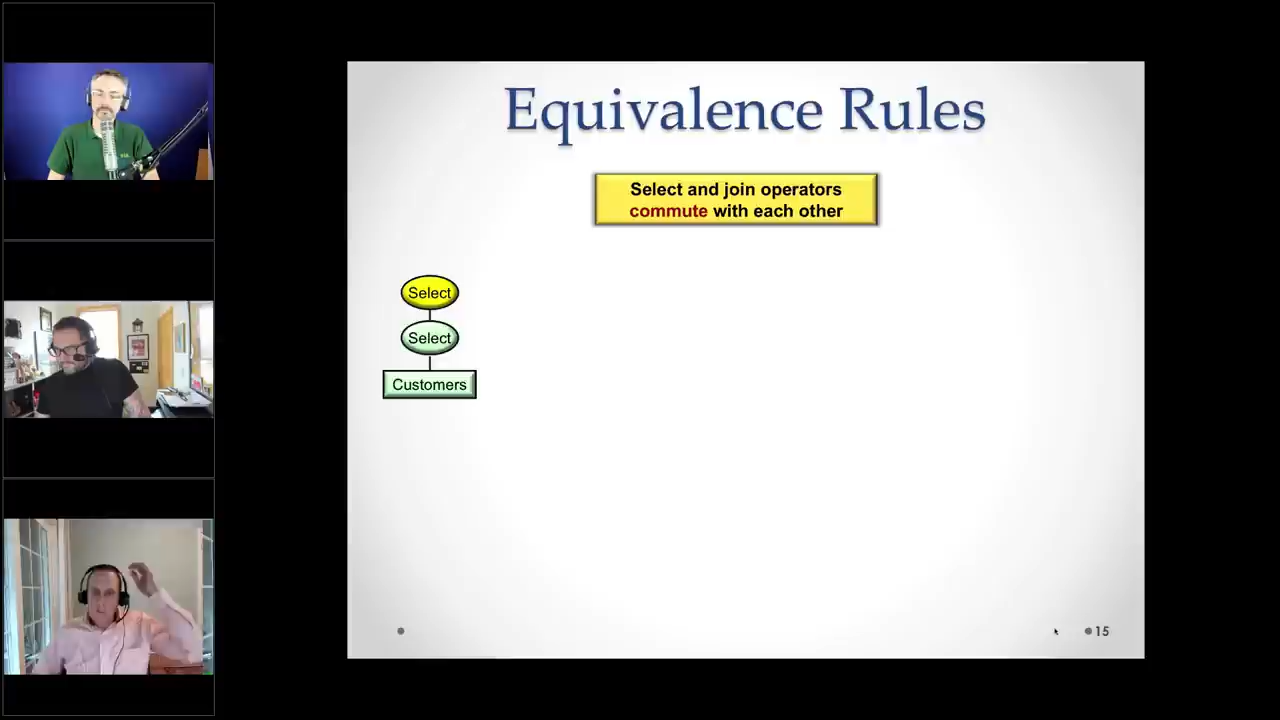 Equivalence Rules
Select and join operators
commute with each other
Select
Select
Customers
15